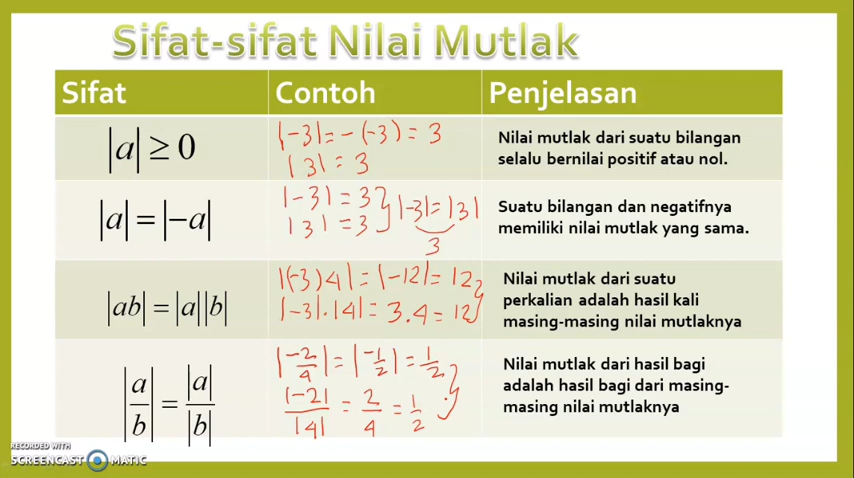 Sifat-sifat Nilai Mutlak
Sifat Contoh Penjelasan
|a| ≥ 0
|-3| = -(-3) = 3
|3| = 3
Nilai mutlak dari suatu bilangan
selalu bernilai positif atau nol.
|a| = |-a|
|-3| = 3
|3| = 3
|-3| = |3|
3
Suatu bilangan dan negatifnya
memiliki nilai mutlak yang sama.
|ab| = |a||b|
|(-3)4| = |-12| = 12
|-3|.|4| = 3.4 = 12
Nilai mutlak dari suatu
perkalian adalah hasil kali
masing-masing nilai mutlaknya
|a/b| = |a|/|b|
|-2/4| = |-1/2| = 1/2
|-2|/|4| = 2/4 = 1/2
Nilai mutlak dari hasil bagi
adalah hasil bagi dari masing-
masing nilai mutlaknya
RECORDED WITH
SCREENCAST MATIC